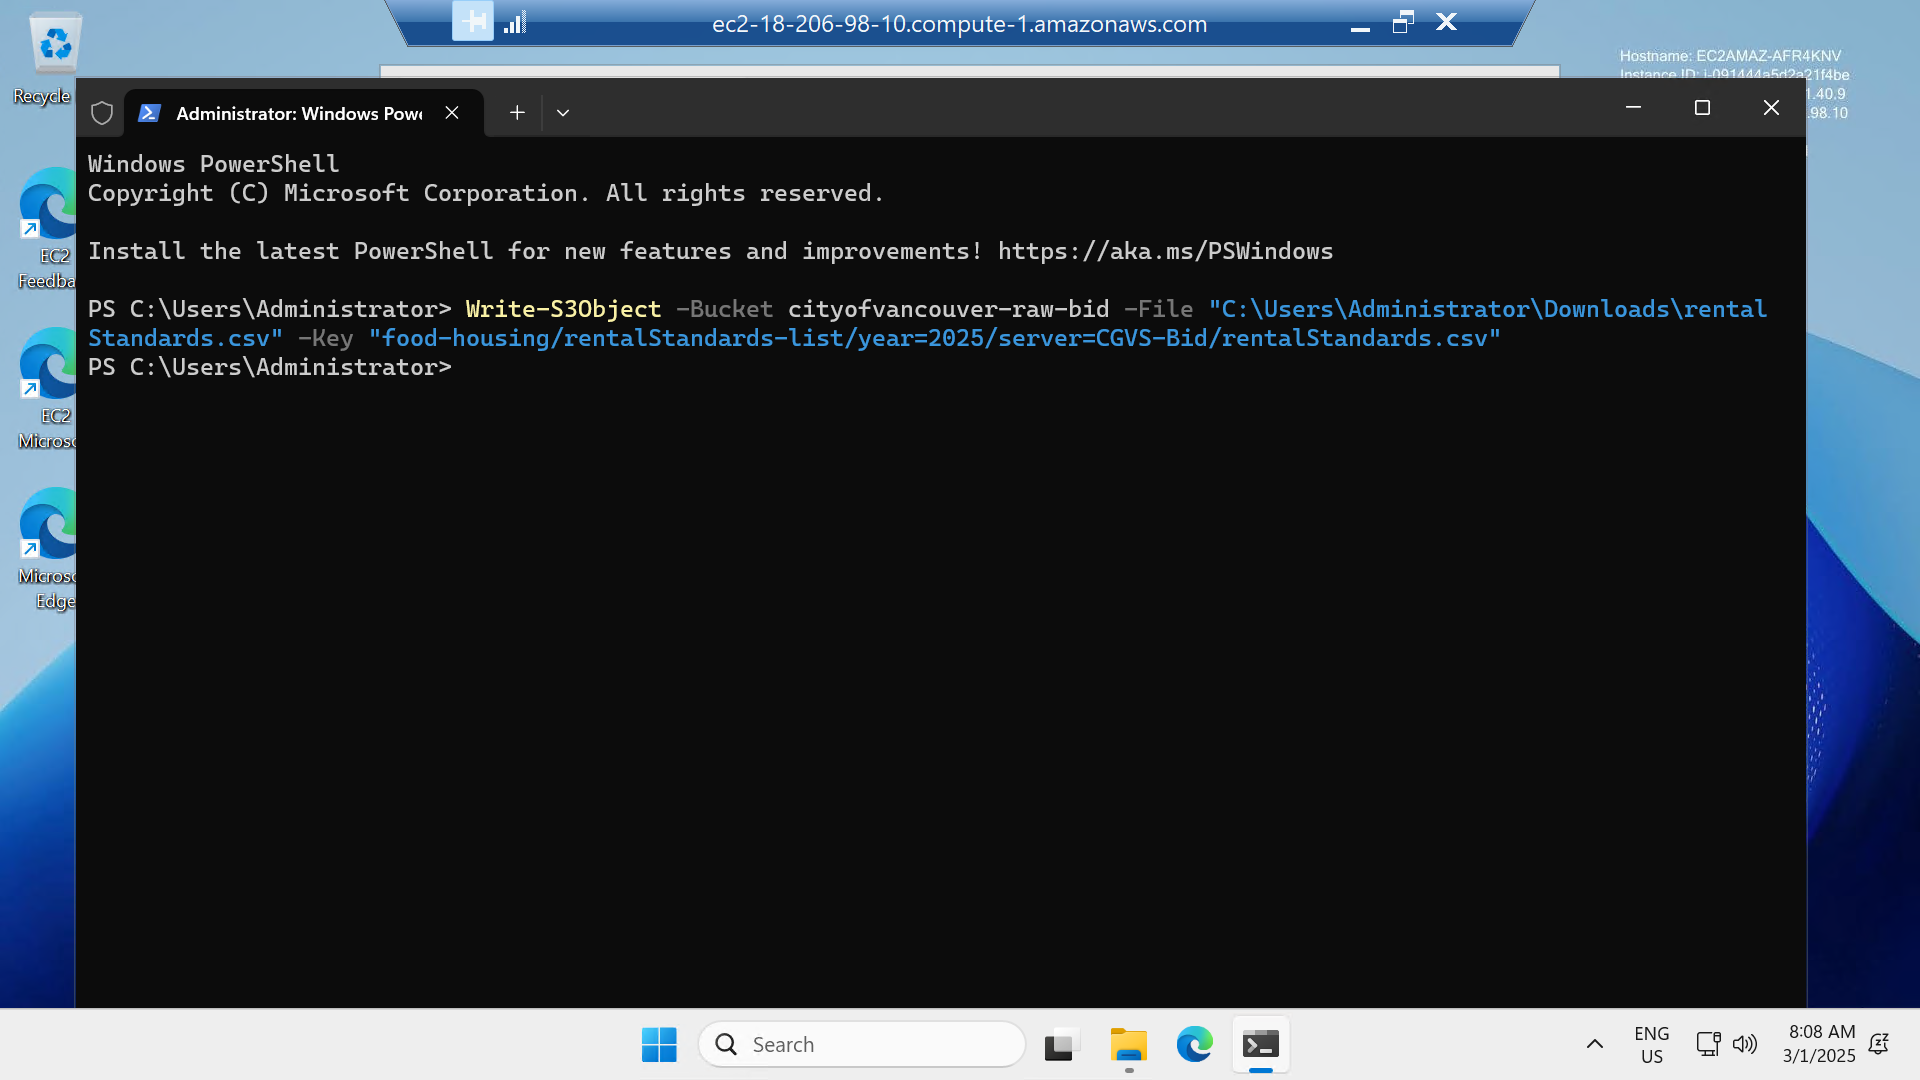 ec2-18-206-98-10.compute-1.amazonaws.com
Hostname: EC2AMAZ-AFR4KNV
Instance ID: i-091444a5d2a21f4be
1.40.9
.98.10
Recycle
Administrator: Windows Powe
Windows PowerShell
Copyright (C) Microsoft Corporation. All rights reserved.
Install the latest PowerShell for new features and improvements! https://aka.ms/PSWindows
PS C:\Users\Administrator> Write-S3Object -Bucket cityofvancouver-raw-bid -File "C:\Users\Administrator\Downloads\rental
Standards.csv" -Key "food-housing/rentalStandards-list/year=2025/server=CGVS-Bid/rentalStandards.csv"
PS C:\Users\Administrator>
EC2
Feedba
EC2
Microso
Microso
Edge
Search
ENG
US
8:08 AM
3/1/2025